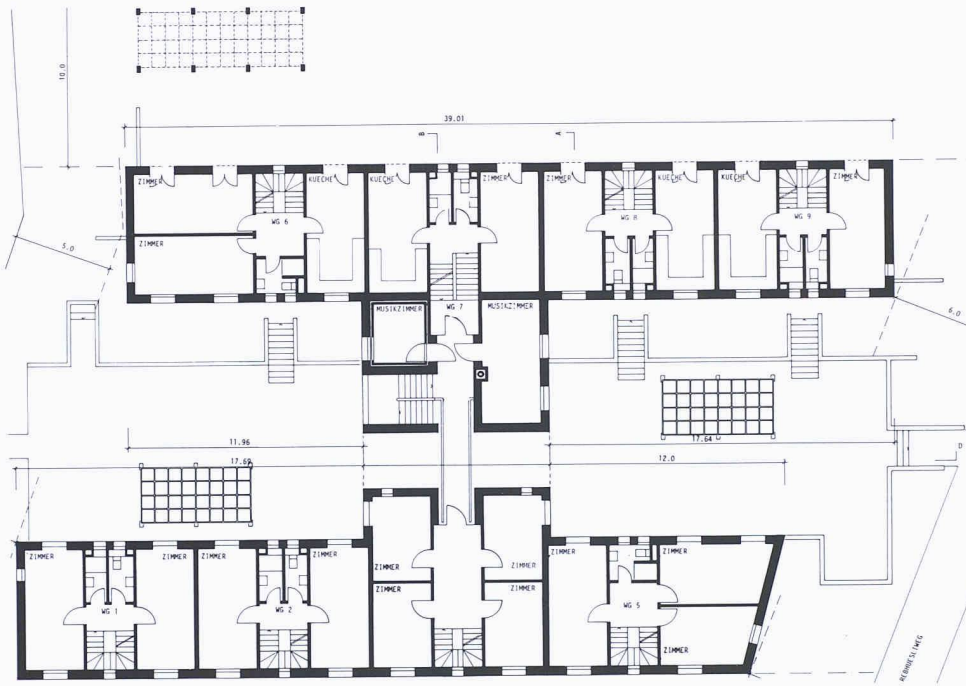 10.0
39.01
B
A
ZIMMER
KUECHE
KUECHE
ZIMMER
ZIMMER
KUECHE
KUECHE
ZIMMER
WG 6
WG 8
WG 9
ZIMMER
5.0
MUSIKZIMMER
WG 7
MUSIKZIMMER
6.0
11.96
17.64
D
17.69
12.0
ZIMMER
ZIMMER
ZIMMER
ZIMMER
ZIMMER
ZIMMER
ZIMMER
ZIMMER
ZIMMER
ZIMMER
ZIMMER
WG 1
WG 2
WG 5
ZIMMER